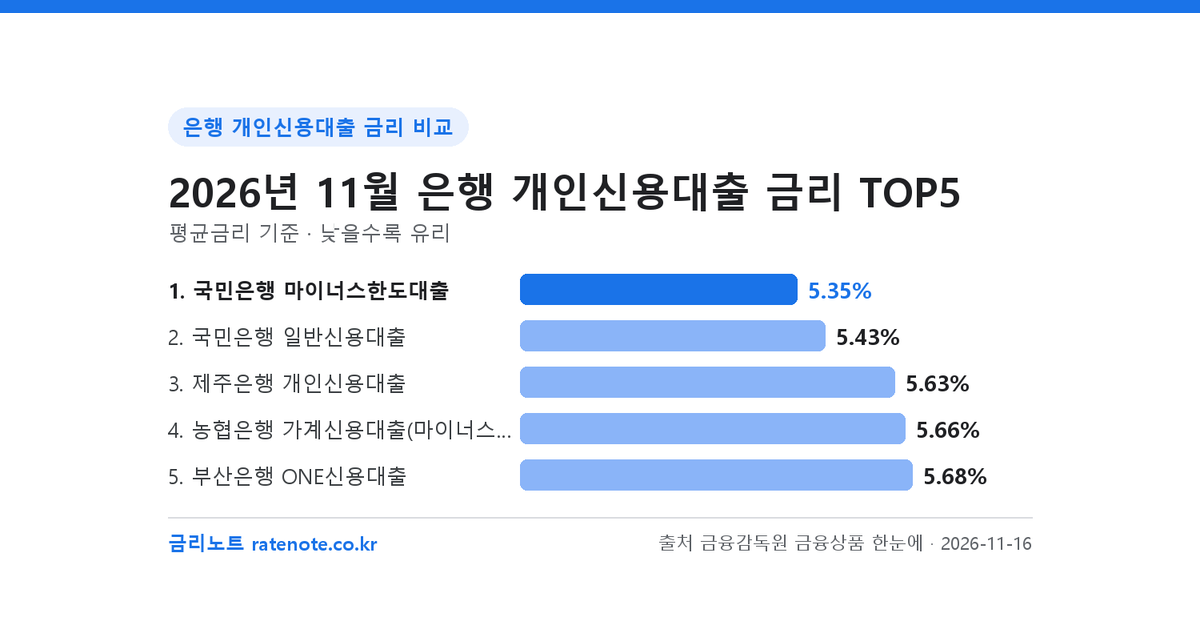 은행 개인신용대출 금리 비교
2026년 11월 은행 개인신용대출 금리 TOP5
평균금리 기준 · 낮을수록 유리
1. 국민은행 마이너스한도대출 5.35%
2. 국민은행 일반신용대출 5.43%
3. 제주은행 개인신용대출 5.63%
4. 농협은행 가계신용대출(마이너스... 5.66%
5. 부산은행 ONE신용대출 5.68%
금리노트 ratenote.co.kr 출처 금융감독원 금융상품 한눈에 · 2026-11-16